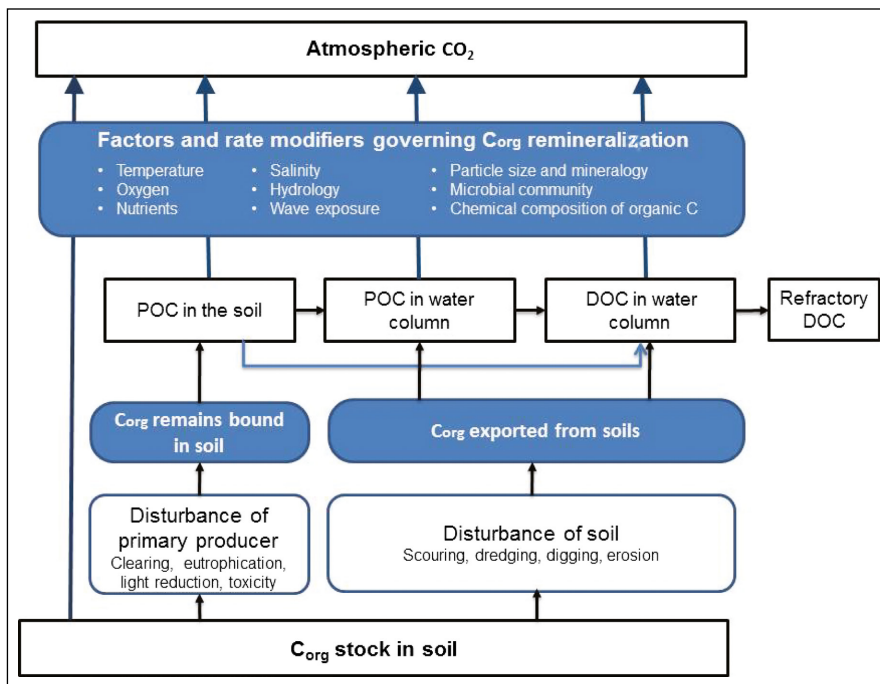 Atmospheric CO₂
Factors and rate modifiers governing Corg remineralization
• Temperature
• Oxygen
• Nutrients
• Salinity
• Hydrology
• Wave exposure
• Particle size and mineralogy
• Microbial community
• Chemical composition of organic C
POC in the soil
POC in water
column
DOC in water
column
Refractory
DOC
Corg remains bound
in soil
Corg exported from soils
Disturbance of
primary producer
Clearing, eutrophication,
light reduction, toxicity
Disturbance of soil
Scouring, dredging, digging, erosion
Corg stock in soil